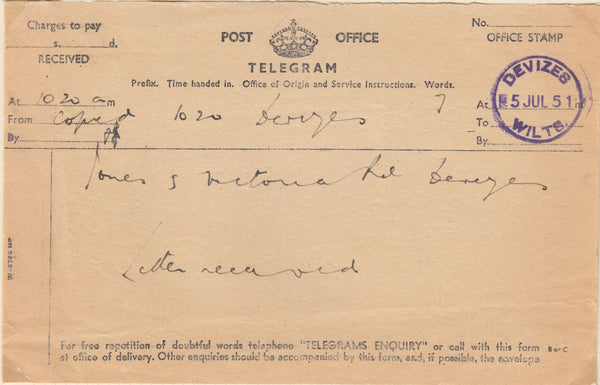 Charges to pay
s. d.
RECEIVED
POST OFFICE
TELEGRAM
No.
OFFICE STAMP
Prefix. Time handed in. Office of Origin and Service Instructions. Words.
DEVIZES
5 JUL 51
WILTS.
At 10 20 am
From Copied
By
1020 Devizes 7
At m
To
By
Jones 5 Victoria Rd Devizes
Letter received
For free repetition of doubtful words telephone "TELEGRAMS ENQUIRY" or call with this form
at office of delivery. Other enquiries should be accompanied by this form, and, if possible, the envelope
B or C